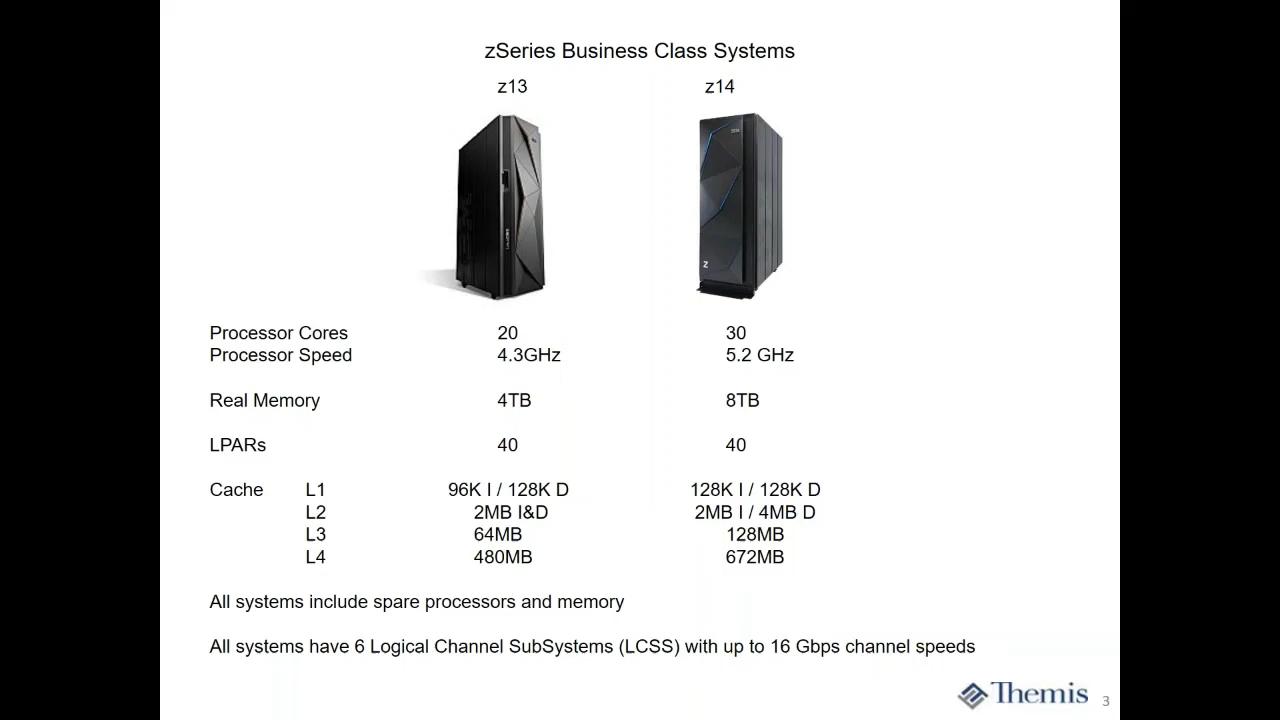 zSeries Business Class Systems
z13 z14
Processor Cores 20 30
Processor Speed 4.3GHz 5.2 GHz
Real Memory 4TB 8TB
LPARs 40 40
Cache L1 96K I / 128K D 128K I / 128K D
L2 2MB I&D 2MB I / 4MB D
L3 64MB 128MB
L4 480MB 672MB
All systems include spare processors and memory
All systems have 6 Logical Channel SubSystems (LCSS) with up to 16 Gbps channel speeds
Themis 3